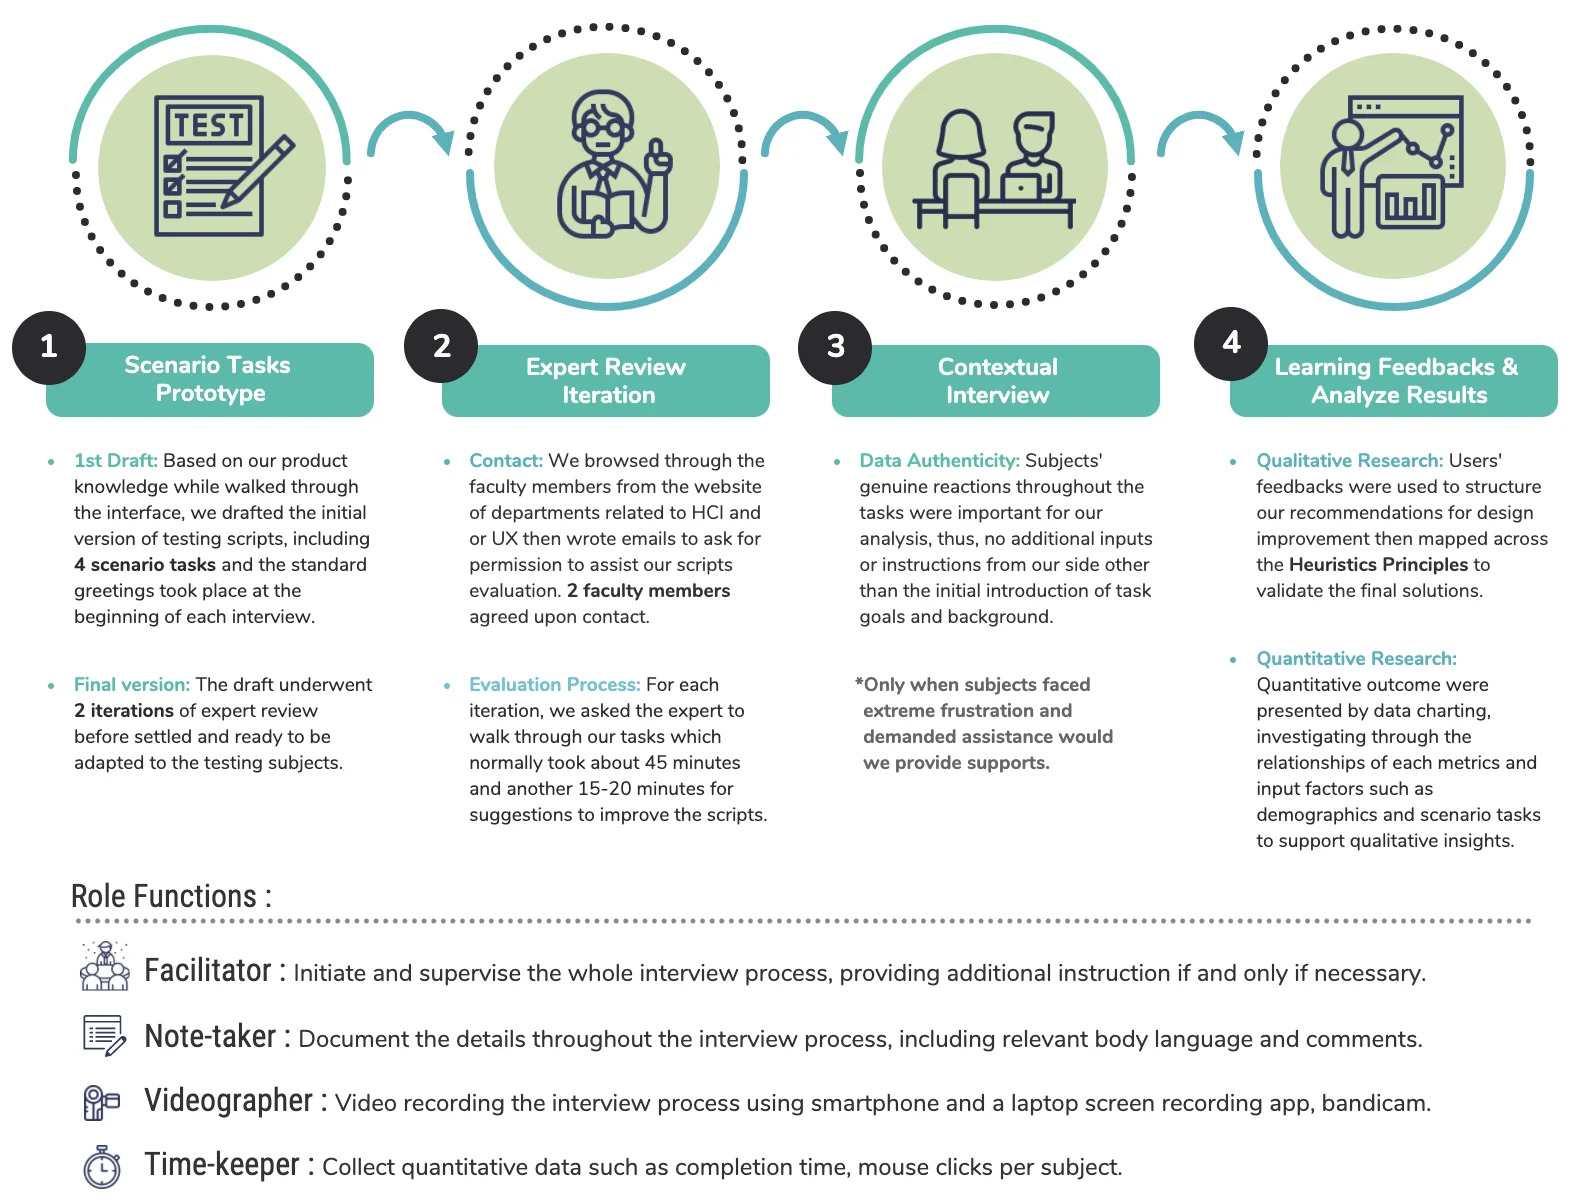 TEST
1
Scenario Tasks
Prototype
• 1st Draft: Based on our product
knowledge while walked through
the interface, we drafted the initial
version of testing scripts, including
4 scenario tasks and the standard
greetings took place at the
beginning of each interview.
• Final version: The draft underwent
2 iterations of expert review
before settled and ready to be
adapted to the testing subjects.
2
Expert Review
Iteration
• Contact: We browsed through the
faculty members from the website
of departments related to HCI and
or UX then wrote emails to ask for
permission to assist our scripts
evaluation. 2 faculty members
agreed upon contact.
• Evaluation Process: For each
iteration, we asked the expert to
walk through our tasks which
normally took about 45 minutes
and another 15-20 minutes for
suggestions to improve the scripts.
3
Contextual
Interview
• Data Authenticity: Subjects'
genuine reactions throughout the
tasks were important for our
analysis, thus, no additional inputs
or instructions from our side other
than the initial introduction of task
goals and background.
*Only when subjects faced
extreme frustration and
demanded assistance would
we provide supports.
4
Learning Feedbacks &
Analyze Results
• Qualitative Research: Users'
feedbacks were used to structure
our recommendations for design
improvement then mapped across
the Heuristics Principles to
validate the final solutions.
• Quantitative Research:
Quantitative outcome were
presented by data charting,
investigating through the
relationships of each metrics and
input factors such as
demographics and scenario tasks
to support qualitative insights.
Role Functions :
Facilitator : Initiate and supervise the whole interview process, providing additional instruction if and only if necessary.
Note-taker : Document the details throughout the interview process, including relevant body language and comments.
Videographer : Video recording the interview process using smartphone and a laptop screen recording app, bandicam.
Time-keeper : Collect quantitative data such as completion time, mouse clicks per subject.